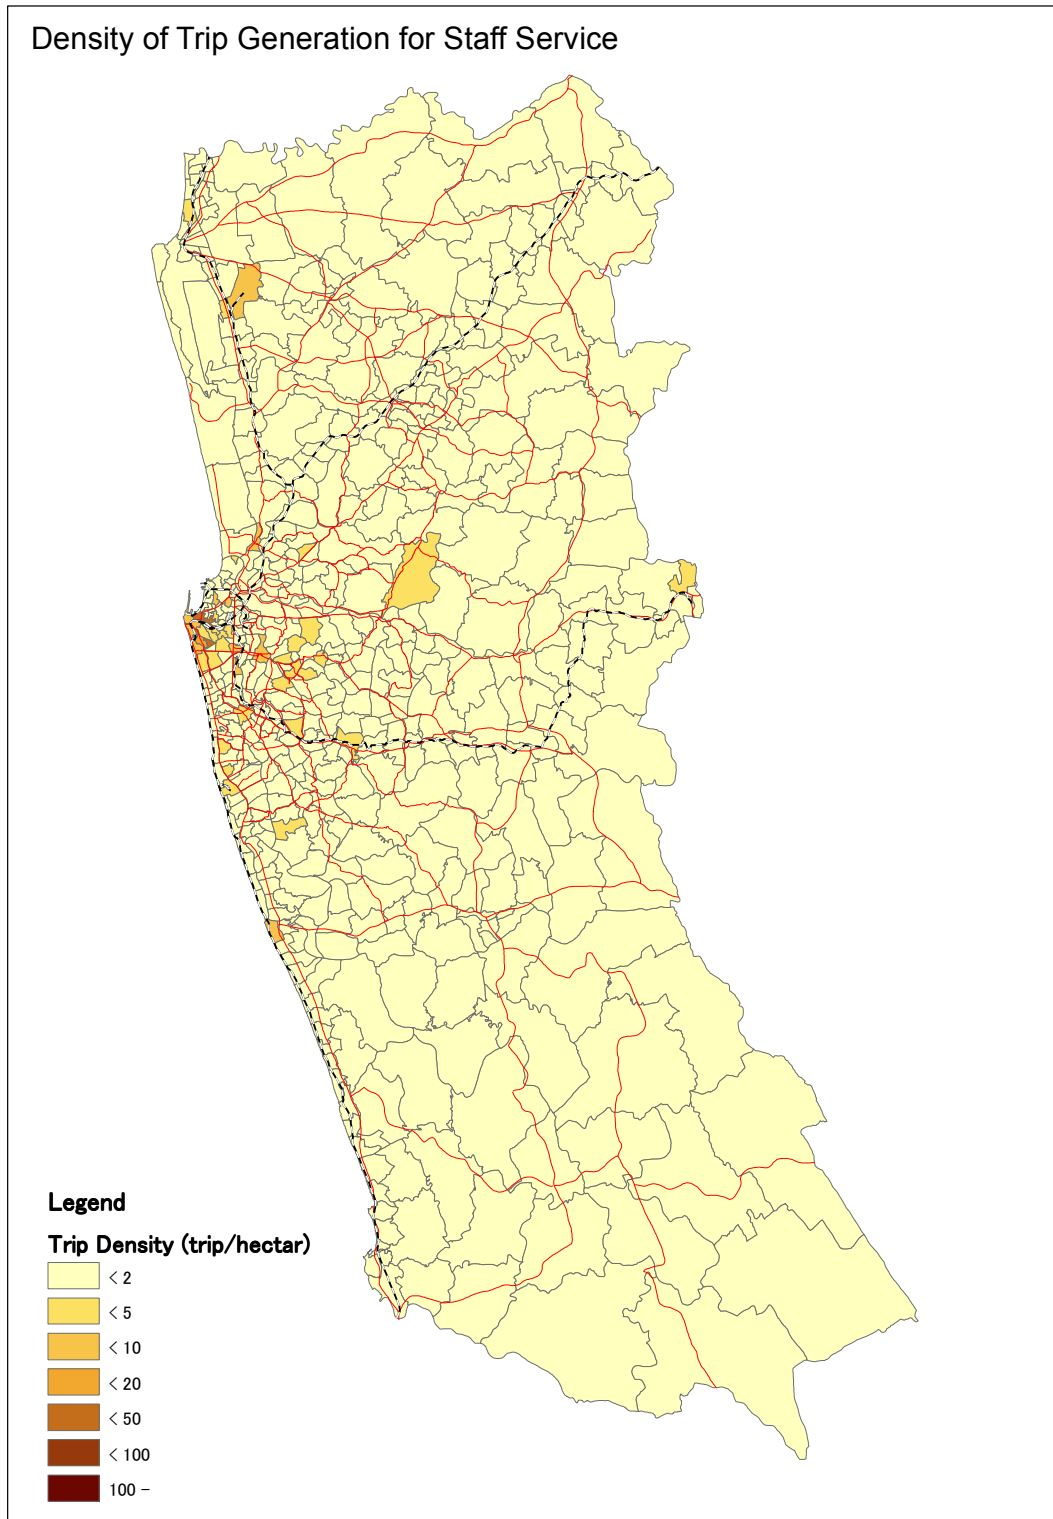 Density of Trip Generation for Staff Service
Legend
Trip Density (trip/hectar)
< 2
< 5
< 10
< 20
< 50
< 100
100 -